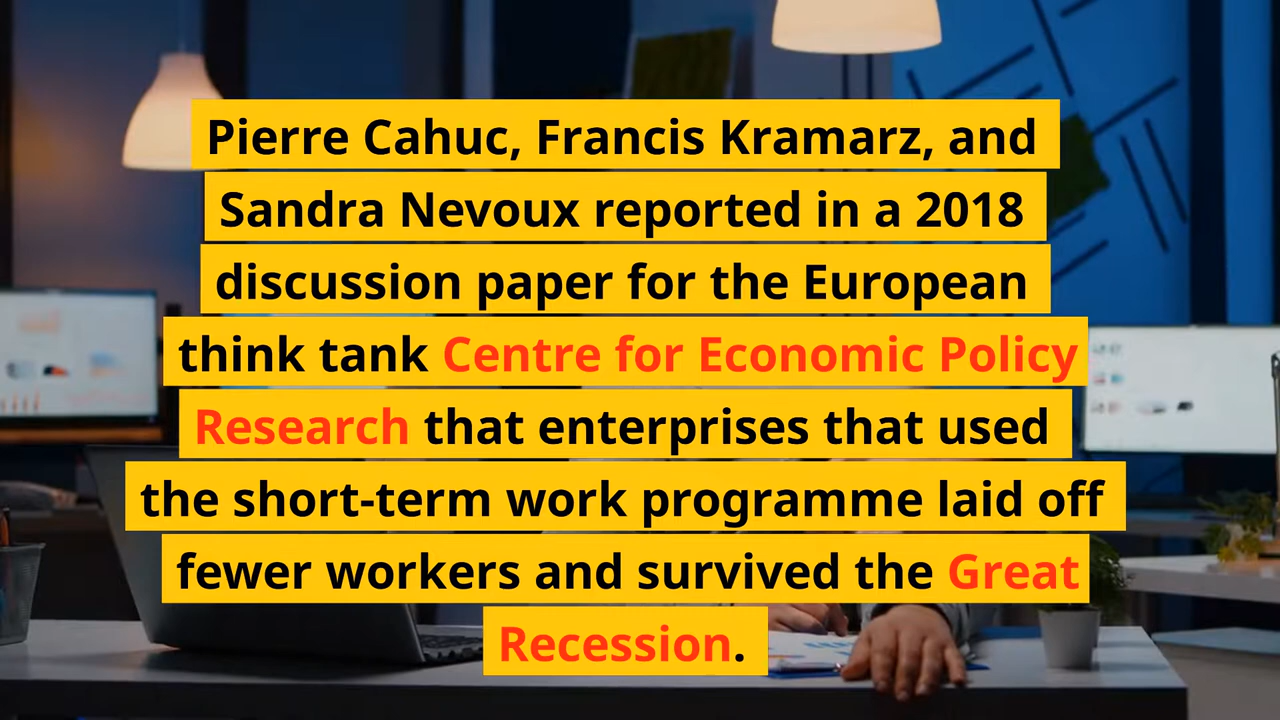 Pierre Cahuc, Francis Kramarz, and
Sandra Nevoux reported in a 2018
discussion paper for the European
think tank Centre for Economic Policy
Research that enterprises that used
the short-term work programme laid off
fewer workers and survived the Great
Recession.